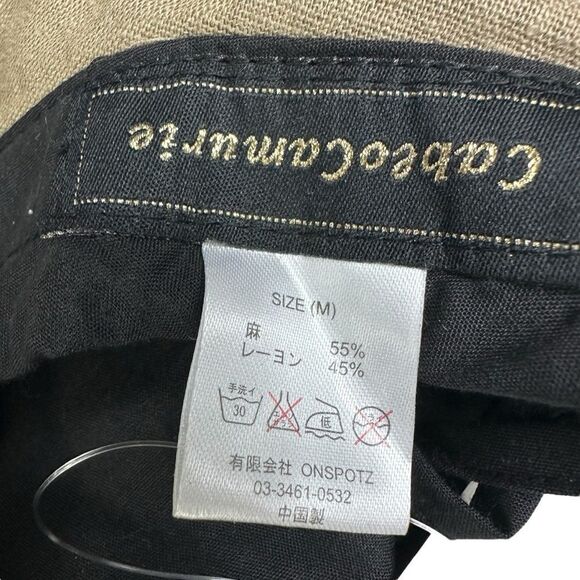 CableoCamurie
SIZE (M)
麻 55%
レーヨン 45%
手洗イ
30
低
有限会社 ONSPOTZ
03-3461-0532
中国製